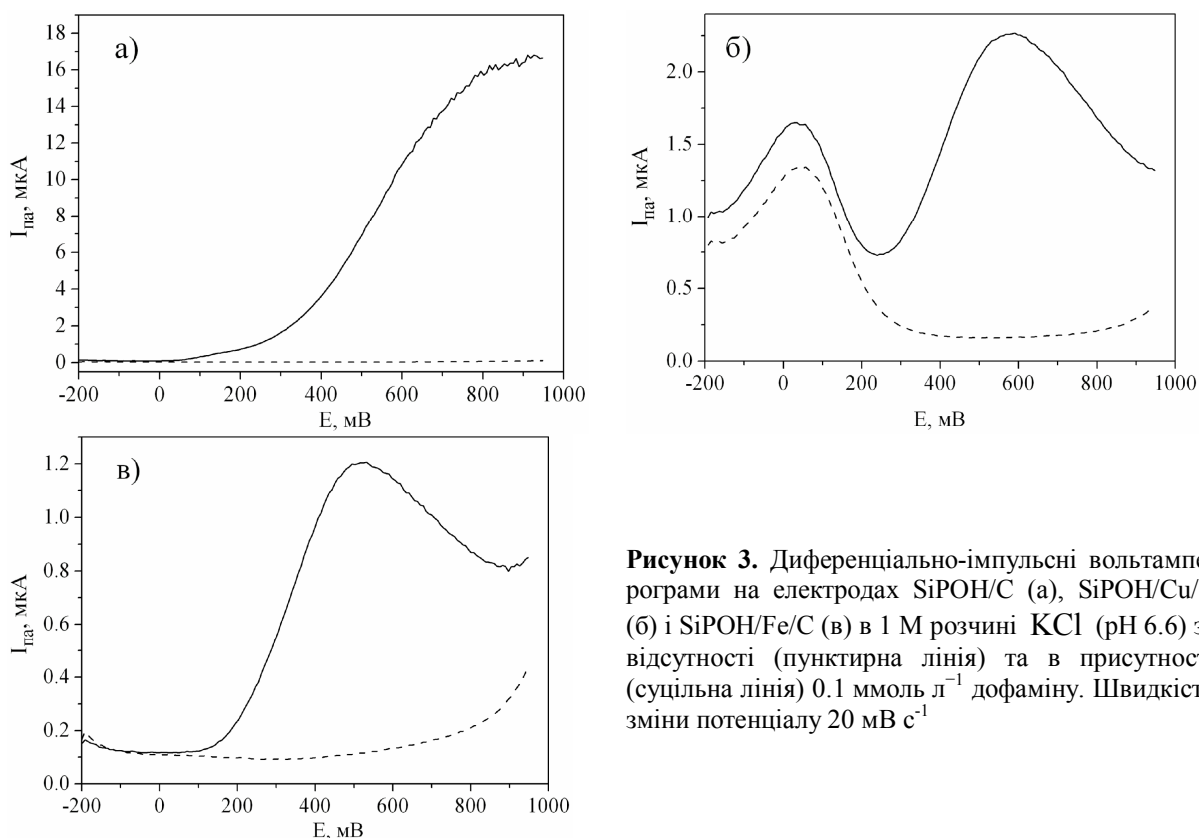 а)
18
16
14
12
10
8
6
4
2
0
I па, мкА
-200 0 200 400 600 800 1000
E, мВ
б)
2.0
1.5
1.0
0.5
0.0
I па, мкА
-200 0 200 400 600 800 1000
E, мВ
в)
1.2
1.0
0.8
0.6
0.4
0.2
0.0
I па, мкА
-200 0 200 400 600 800 1000
E, мВ
Рисунок 3. Диференціально-імпульсні вольтампе
рограми на електродах SiPOH/C (а), SiPOH/Cu/
(б) і SiPOH/Fe/C (в) в 1 М розчині KCl (pH 6.6) з
відсутності (пунктирна лінія) та в присутност
(суцільна лінія) 0.1 ммоль л⁻¹ дофаміну. Швидкіст
зміни потенціалу 20 мВ с⁻¹